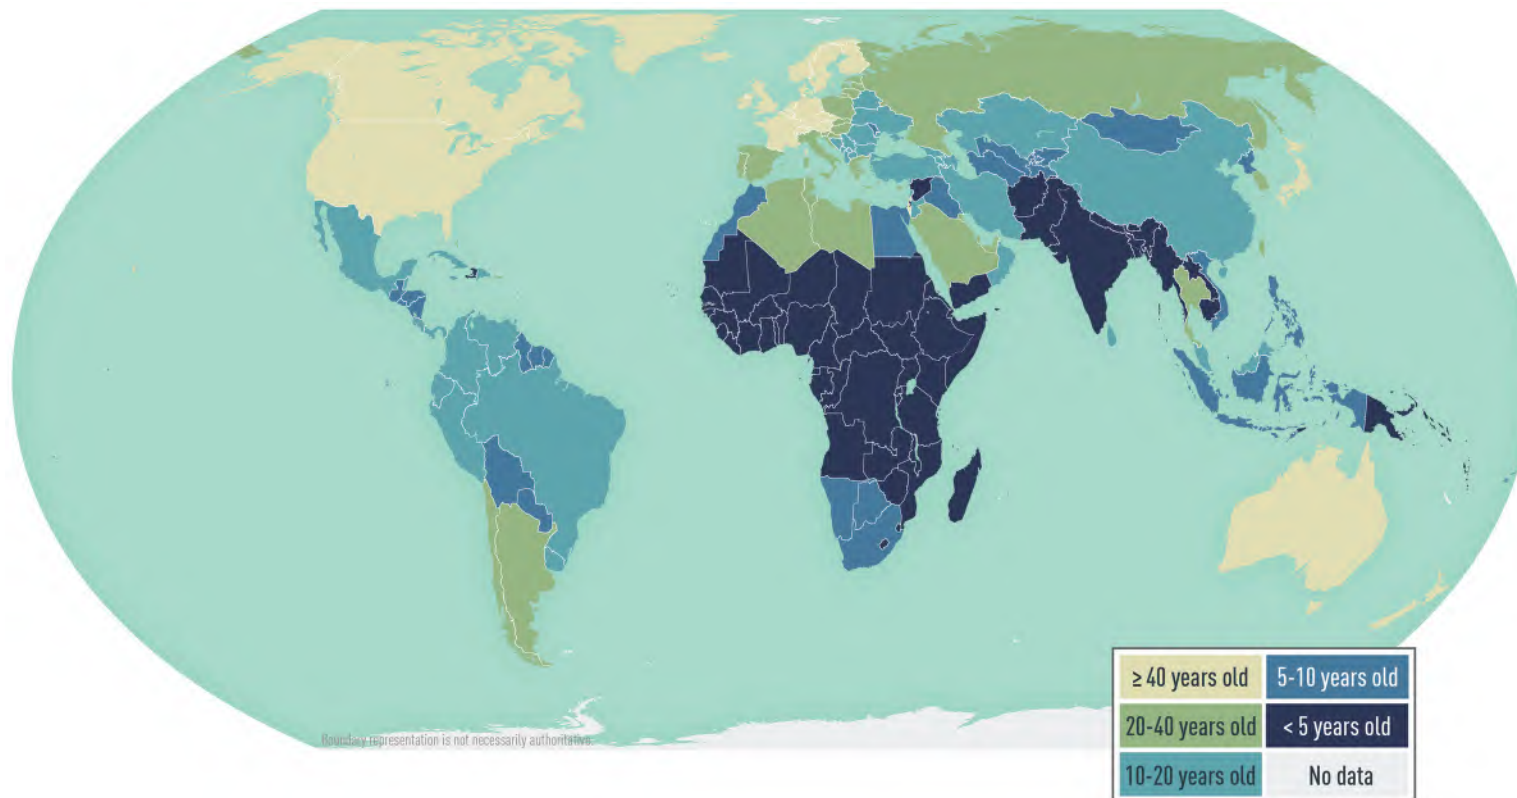 Boundary representation is not necessarily authoritative.
≥ 40 years old
5-10 years old
20-40 years old
< 5 years old
10-20 years old
No data